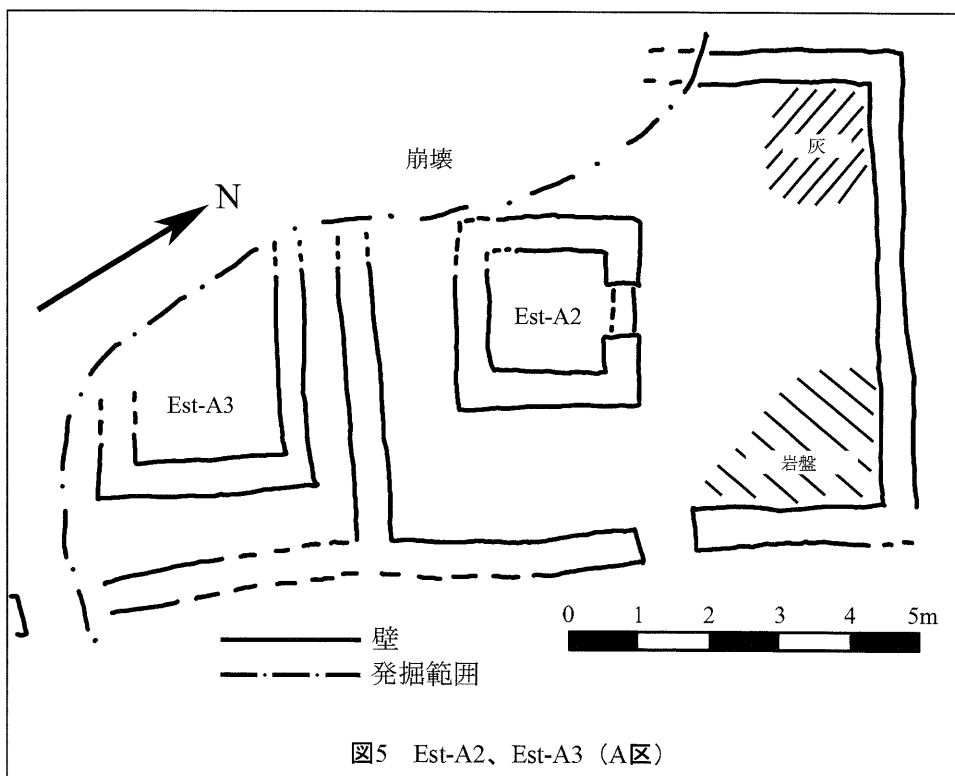 灰
崩壊
N
Est-A2
Est-A3
岩盤
0 1 2 3 4 5m
壁
発掘範囲
図5 Est-A2、Est-A3（A区）